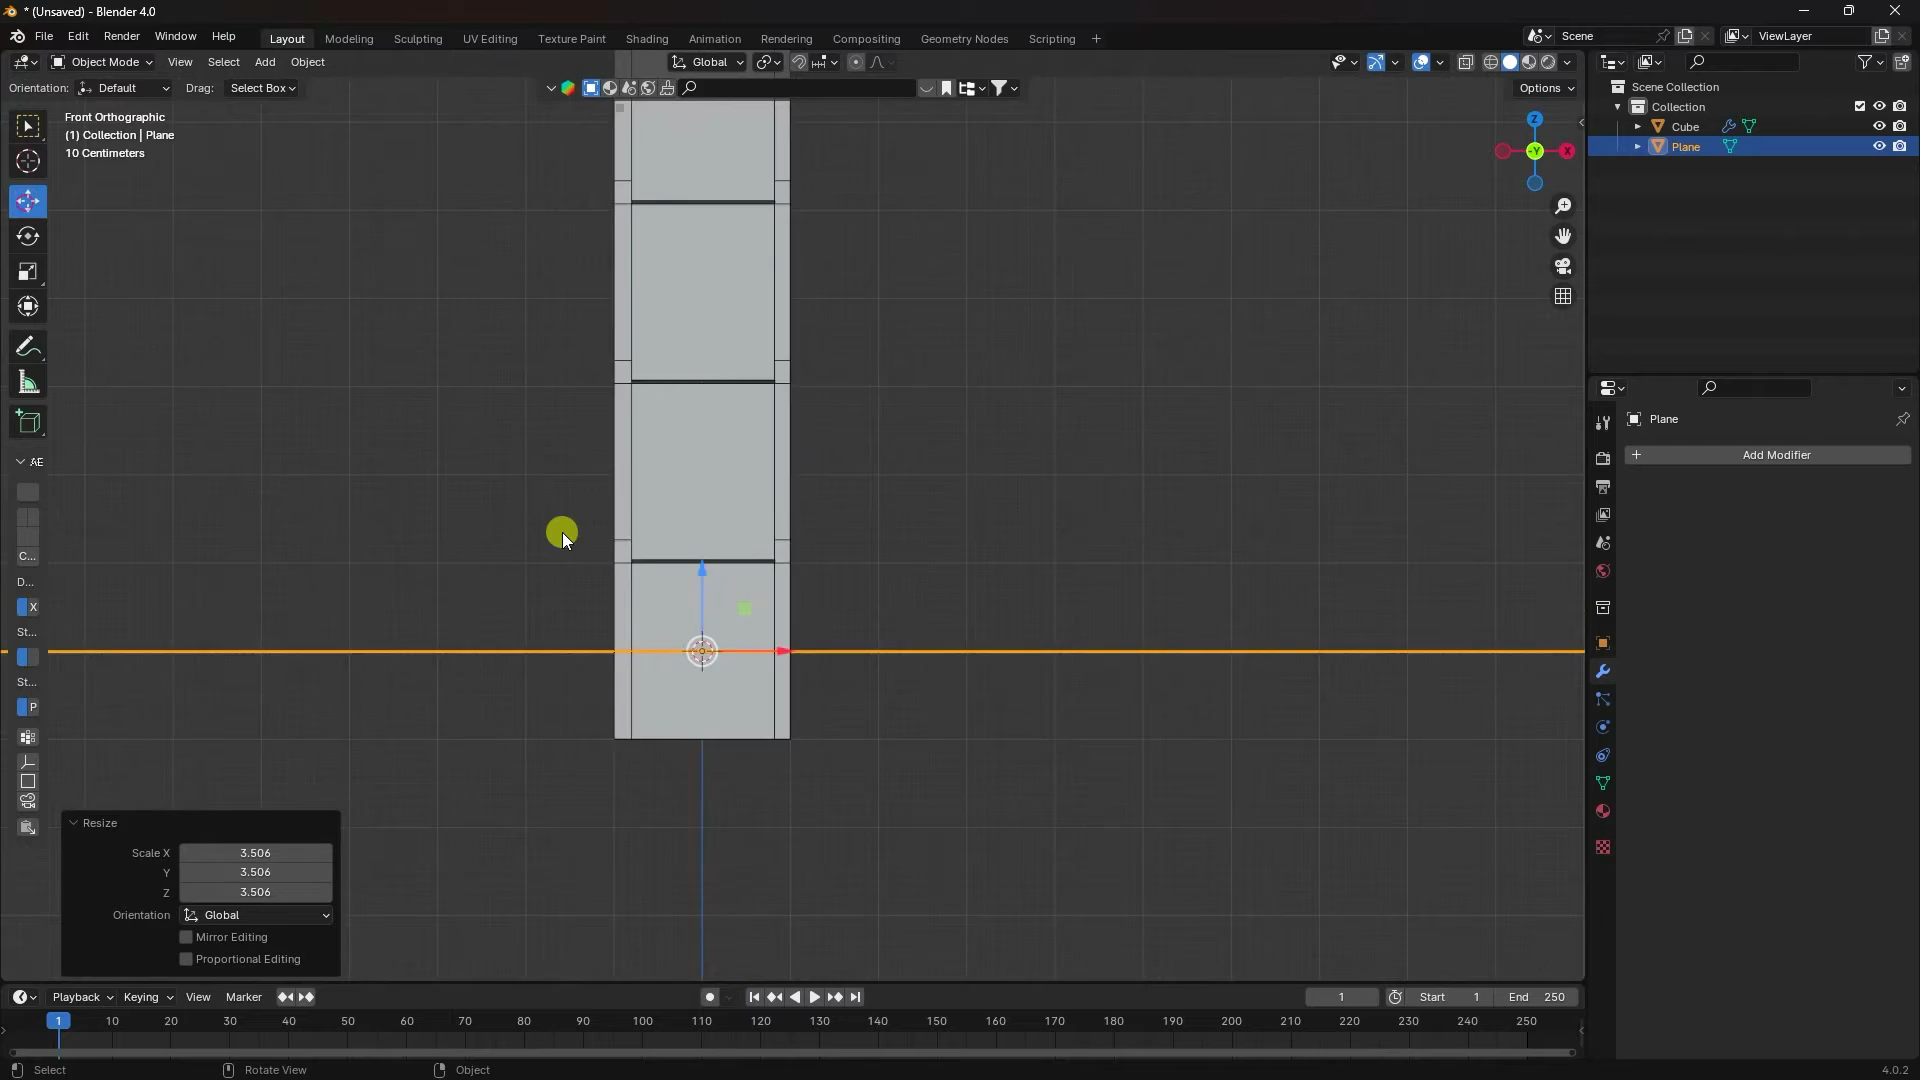 * (Unsaved) - Blender 4.0
File Edit Render Window Help
Layout Modeling Sculpting UV Editing Texture Paint Shading Animation Rendering Compositing Geometry Nodes Scripting +
Scene
ViewLayer
Object Mode View Select Add Object
Global
Orientation: Default Drag: Select Box
Options
Front Orthographic
(1) Collection | Plane
10 Centimeters
Z
-Y
X
Scene Collection
Collection
Cube
Plane
Plane
+ Add Modifier
AE
C...
D...
X
St...
St...
P
Resize
Scale X 3.506
Y 3.506
Z 3.506
Orientation Global
Mirror Editing
Proportional Editing
Playback Keying View Marker
1
Start 1 End 250
1 10 20 30 40 50 60 70 80 90 100 110 120 130 140 150 160 170 180 190 200 210 220 230 240 250
Select Rotate View Object
4.0.2